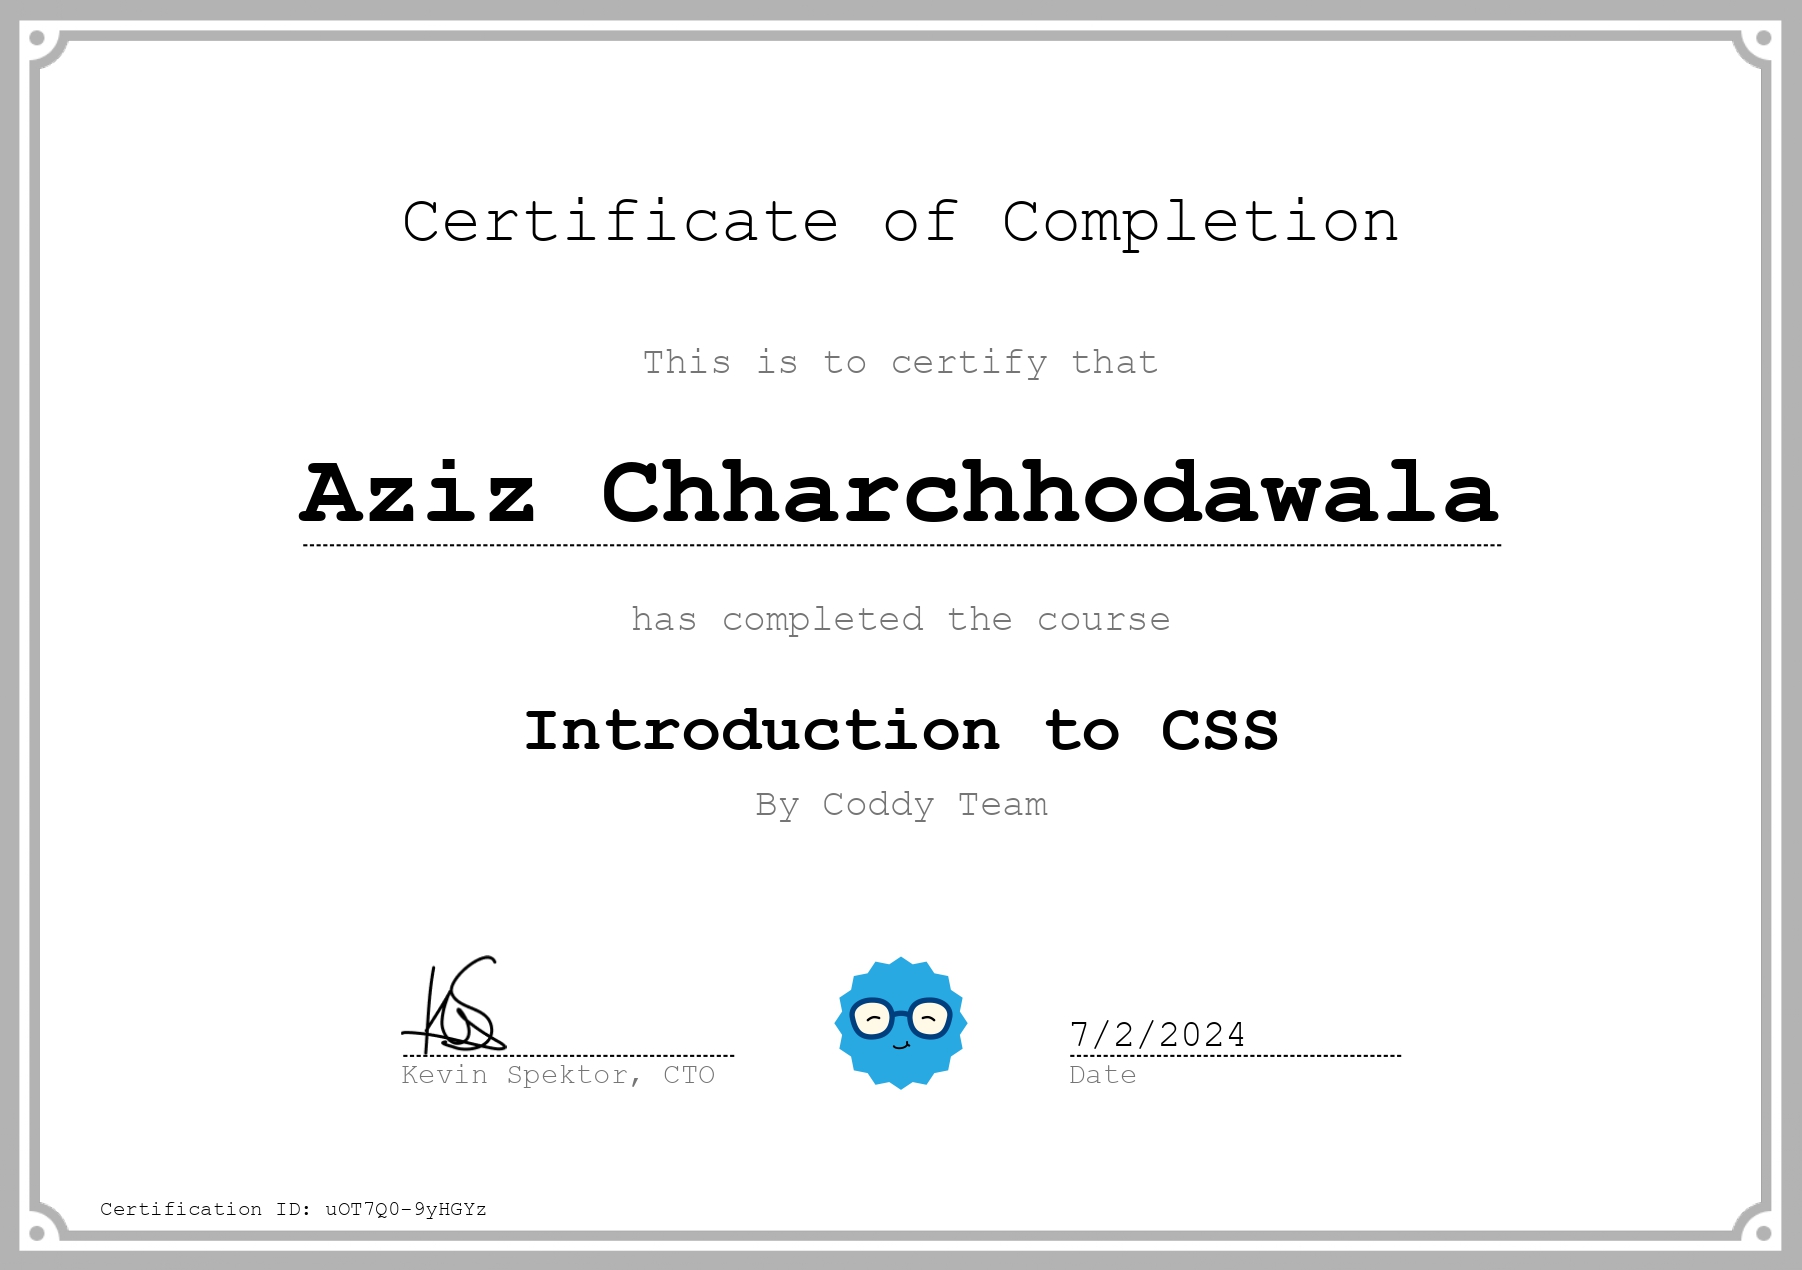 Certificate of Completion
This is to certify that
Aziz Chharchhodawala
has completed the course
Introduction to CSS
By Coddy Team
7/2/2024
Kevin Spektor, CTO
Date
Certification ID: uOT7Q0-9yHGYz